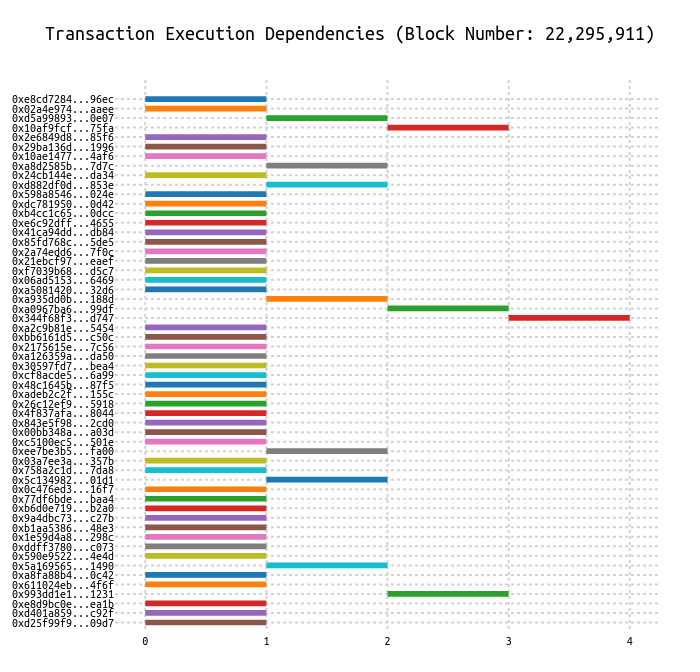 Transaction Execution Dependencies (Block Number: 22,295,911)
0xe8cd7284...96ec
0x02a4e974...aaee
0xd5a99893...0e07
0x10af9fcf...75fa
0x2e6849d8...85f6
0x29ba136d...1996
0x10ae1477...4af6
0xa8d2585b...7d7c
0x24cb144e...da34
0xd882df0d...853e
0x598a8546...024e
0xdc781950...0d42
0xb4cc1c65...0dcc
0xe6c92dff...4655
0x41ca94dd...db84
0x85fd768c...5de5
0x2a74edd6...7f0c
0x21ebcf97...eaef
0xf7039b68...d5c7
0x06ad5153...6469
0xa5081420...32d6
0xa935dd0b...188d
0xa0967ba6...99df
0x344f68f3...d747
0xa2c9b81e...5454
0xbb6161d5...c50c
0x2175615e...7c56
0xa126359a...da50
0x30597fd7...bea4
0xcf8acde5...6a99
0x48c1645b...87f5
0xadeb2c2f...155c
0x26c12ef9...5918
0x4f837afa...8044
0x843e5f98...2cd0
0x00bb348a...a03d
0xc5100ec5...501e
0xee7be3b5...fa00
0x03a7ee3a...357b
0x758a2c1d...7da8
0x5c134982...01d1
0x0c476ed3...16f7
0x77df6bde...baa4
0xb6d0e719...b2a0
0x9a4dbc73...c27b
0xb1aa5386...48e3
0x1e59d4a8...298c
0xddff3780...c073
0x590e9522...4e4d
0x5a169565...1490
0xa8fa88b4...0c42
0x611024eb...4f6f
0x993dd1e1...1231
0xe8d9bc0e...ea1b
0xd401a859...c92f
0xd25f99f9...09d7
0 1 2 3 4